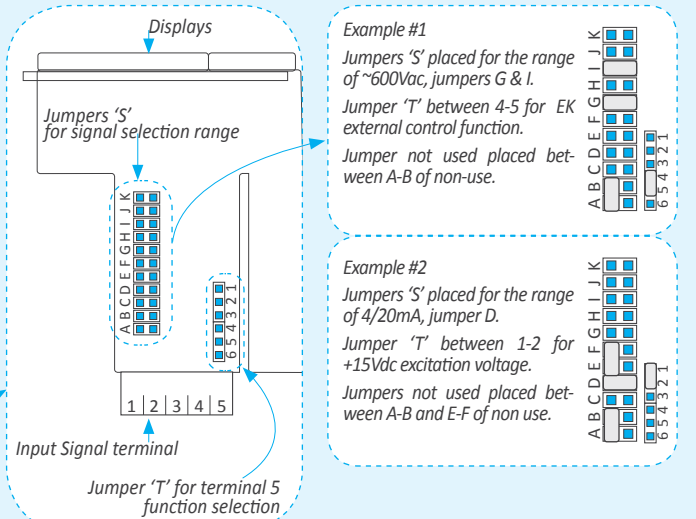 Displays
Jumpers ‘S’
for signal selection range
A B C D E F G H I J K
6 5 4 3 2 1
1 2 3 4 5
Input Signal terminal
Jumper ‘T’ for terminal 5
function selection
Example #1
Jumpers ‘S’ placed for the range
of ~600Vac, jumpers G & I.
Jumper ‘T’ between 4-5 for EK
external control function.
Jumper not used placed bet-
ween A-B of non-use.
A B C D E F G H I J K
6 5 4 3 2 1
Example #2
Jumpers ‘S’ placed for the range
of 4/20mA, jumper D.
Jumper ‘T’ between 1-2 for
+15Vdc excitation voltage.
Jumpers not used placed bet-
ween A-B and E-F of non use.
A B C D E F G H I J K
6 5 4 3 2 1